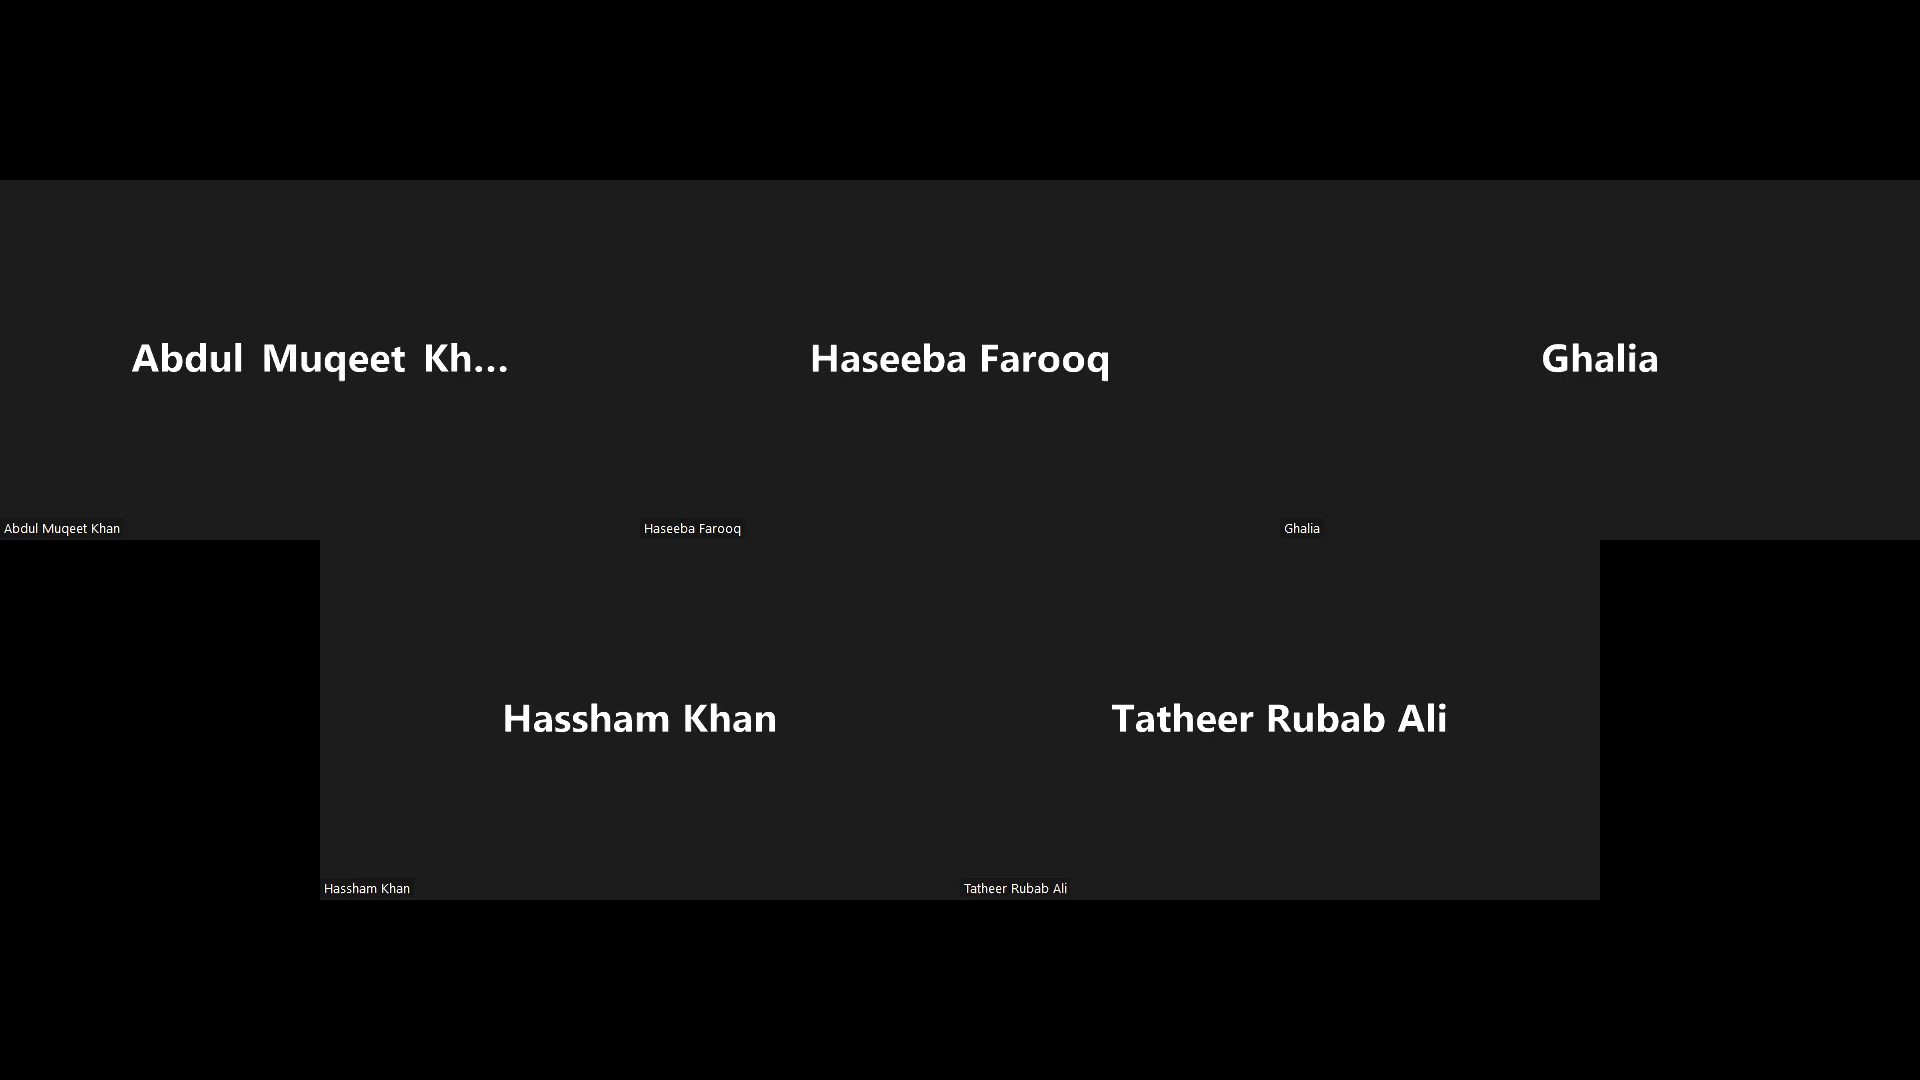 Abdul Muqeet Kh...
Haseeba Farooq
Ghalia
Abdul Muqeet Khan
Haseeba Farooq
Ghalia
Hassham Khan
Tatheer Rubab Ali
Hassham Khan
Tatheer Rubab Ali